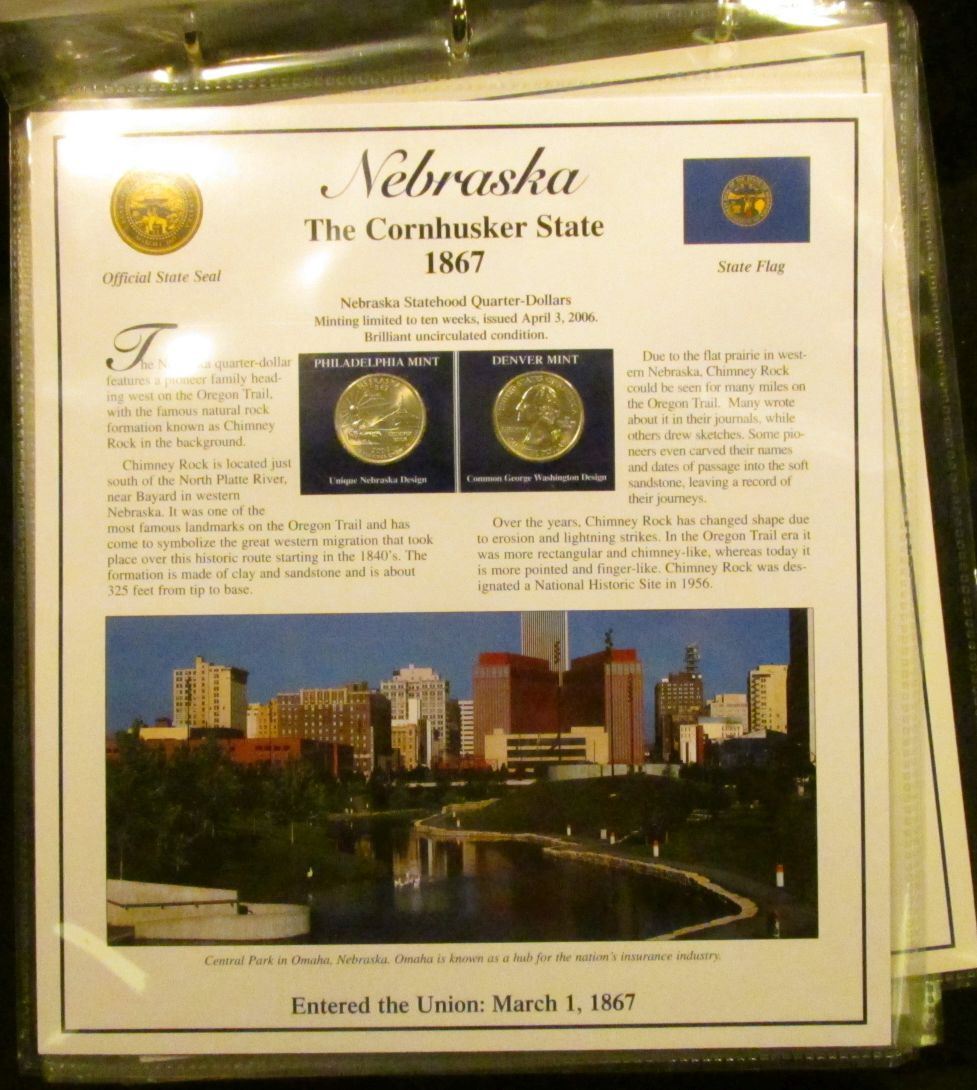 Nebraska
The Cornhusker State
1867
Official State Seal
State Flag
Nebraska Statehood Quarter-Dollars
Minting limited to ten weeks, issued April 3, 2006.
Brilliant uncirculated condition.
The quarter-dollar
features a pioneer family head-
ing west on the Oregon Trail,
with the famous natural rock
formation known as Chimney
Rock in the background.
Chimney Rock is located just
south of the North Platte River,
near Bayard in western
Nebraska. It was one of the
most famous landmarks on the Oregon Trail and has
come to symbolize the great western migration that took
place over this historic route starting in the 1840's. The
formation is made of clay and sandstone and is about
325 feet from tip to base.
PHILADELPHIA MINT
Unique Nebraska Design
DENVER MINT
Common George Washington Design
Due to the flat prairie in west-
ern Nebraska, Chimney Rock
could be seen for many miles on
the Oregon Trail. Many wrote
about it in their journals, while
others drew sketches. Some pio-
neers even carved their names
and dates of passage into the soft
sandstone, leaving a record of
their journeys.
Over the years, Chimney Rock has changed shape due
to erosion and lightning strikes. In the Oregon Trail era it
was more rectangular and chimney-like, whereas today it
is more pointed and finger-like. Chimney Rock was des-
ignated a National Historic Site in 1956.
Central Park in Omaha, Nebraska. Omaha is known as a hub for the nation's insurance industry.
Entered the Union: March 1, 1867